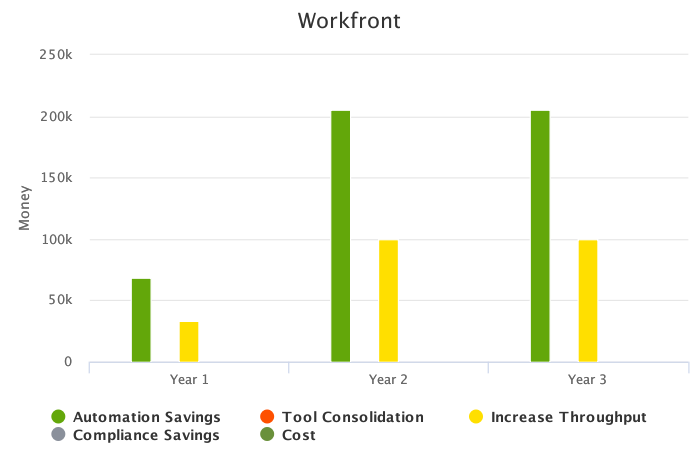 Workfront
250k
200k
150k
100k
50k
0
Money
Year 1 Year 2 Year 3
Automation Savings Tool Consolidation Increase Throughput
Compliance Savings Cost